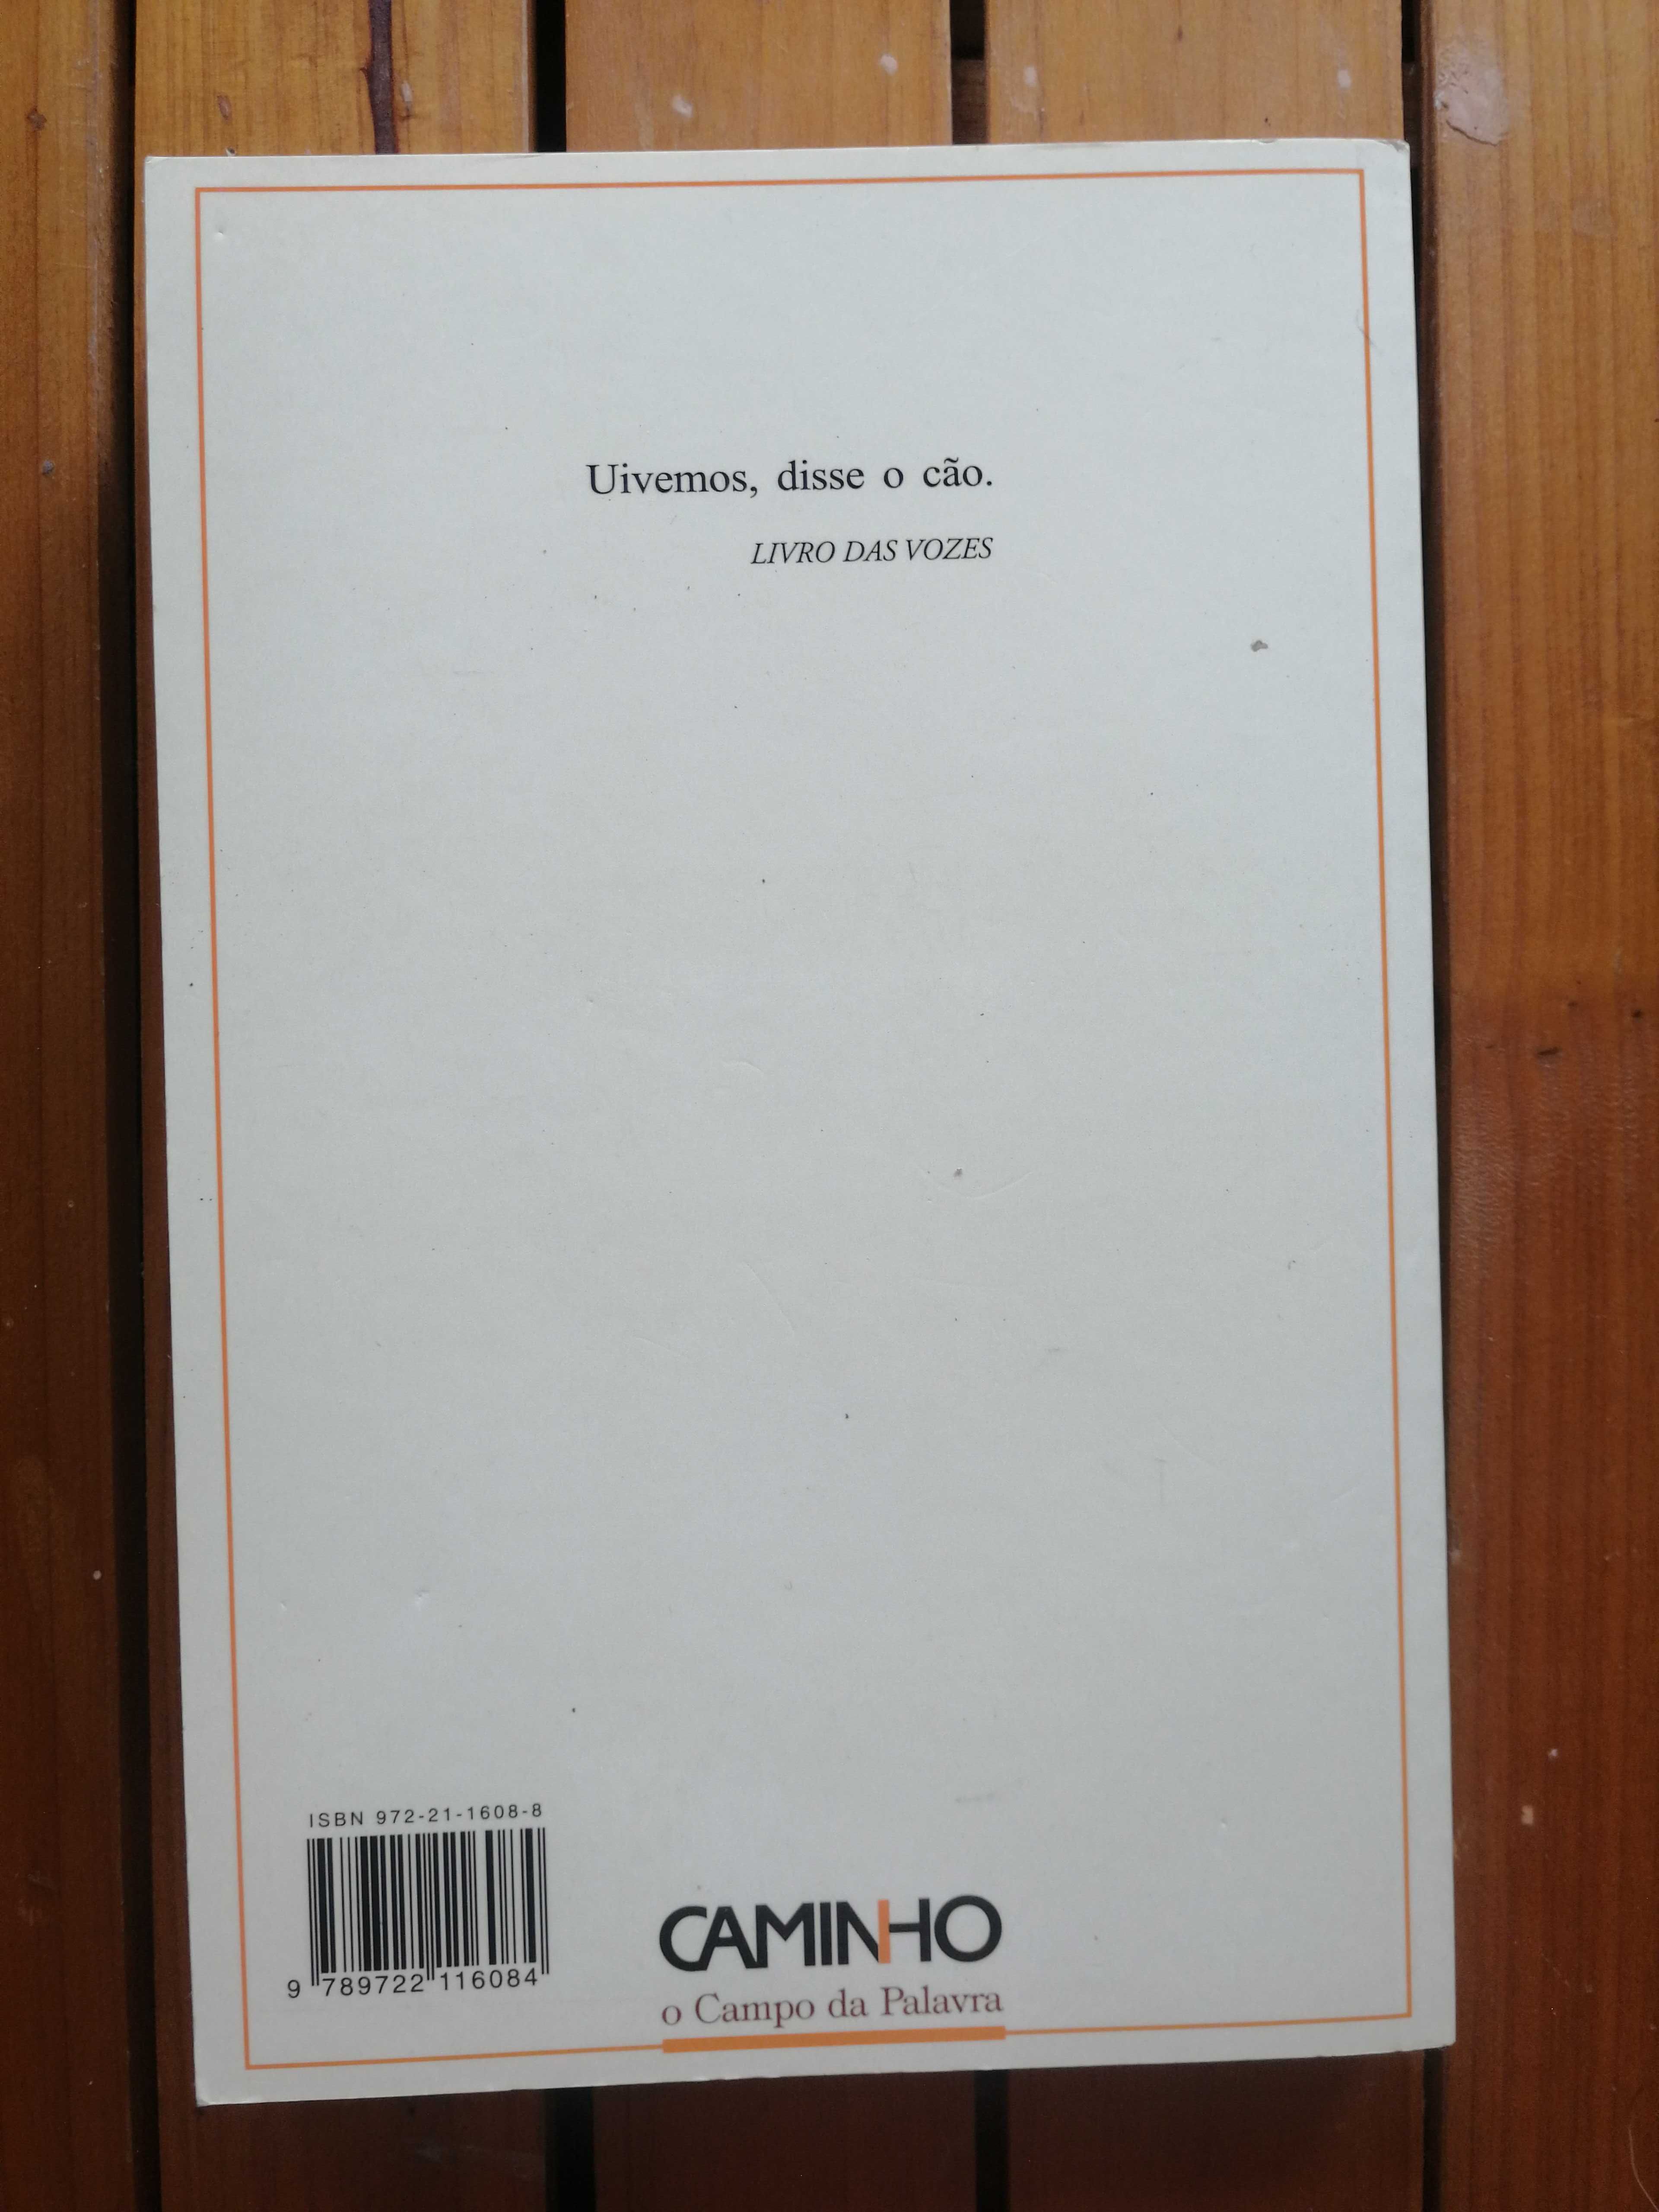 Uivemos, disse o cão.
LIVRO DAS VOZES
ISBN 972-21-1608-8
9 789722 116084
CAMINHO
o Campo da Palavra